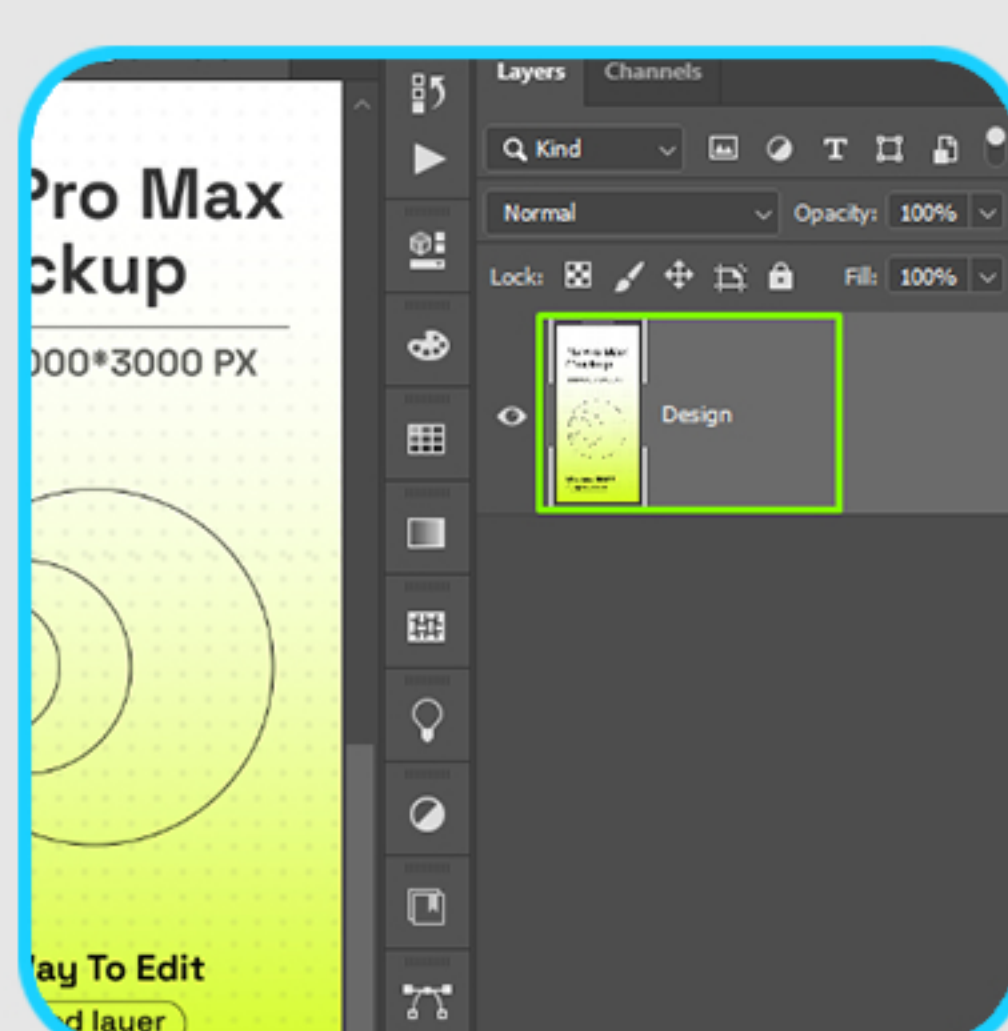 Pro Max
ckup
000*3000 PX
ay To Edit
d layer
Layers
Channels
Kind
Normal
Opacity: 100%
Lock:
Fill: 100%
Design